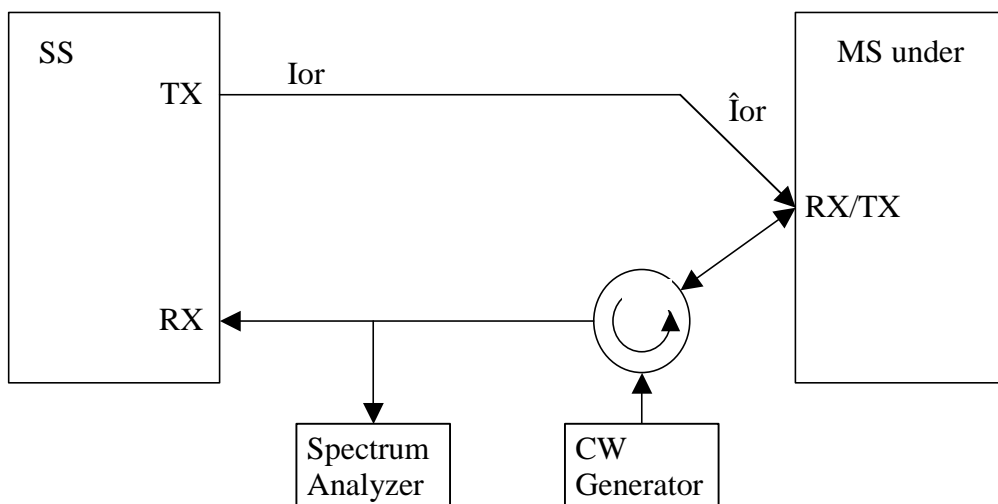 SS
MS under
TX
Ior
Îor
RX/TX
RX
Spectrum
Analyzer
CW
Generator